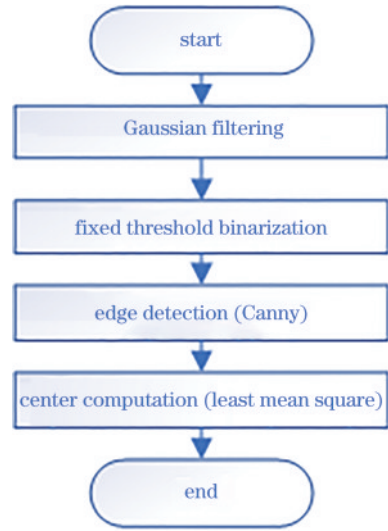 start
Gaussian filtering
fixed threshold binarization
edge detection (Canny)
center computation (least mean square)
end